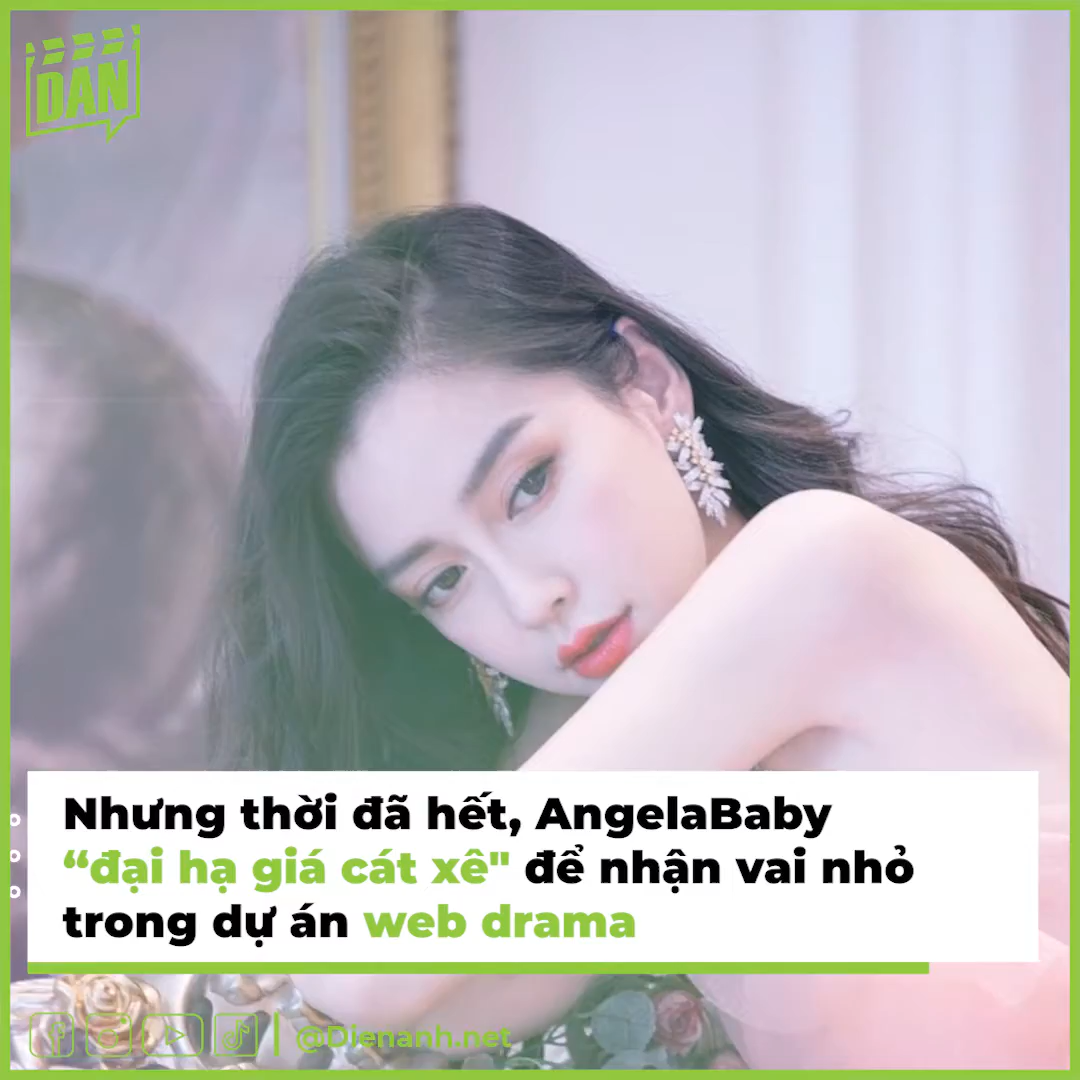 DAN
Nhưng thời đã hết, AngelaBaby
“đại hạ giá cát xê" để nhận vai nhỏ
trong dự án web drama
@Dienanh.net